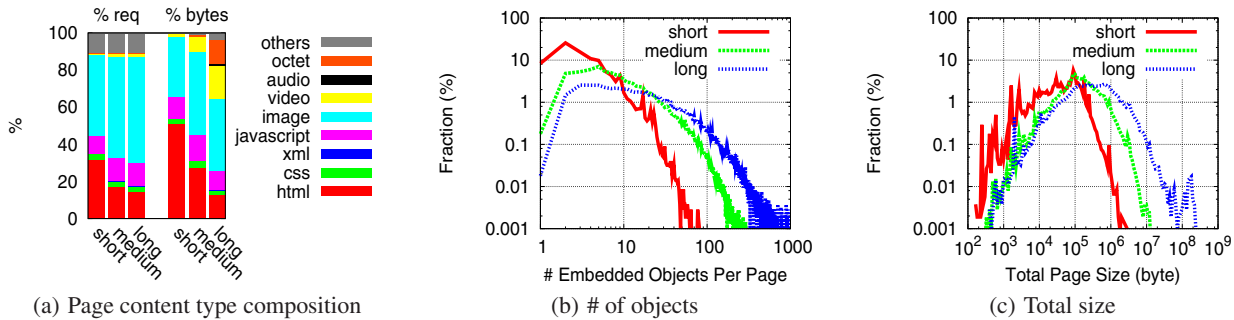 % req
% bytes
100
80
60
40
20
0
%
short
medium
long
short
medium
long
others
octet
audio
video
image
javascript
xml
css
html
(a) Page content type composition
100
10
1
0.1
0.01
0.001
Fraction (%)
short
medium
long
1
10
100
1000
# Embedded Objects Per Page
(b) # of objects
100
10
1
0.1
0.01
0.001
Fraction (%)
short
medium
long
10^2
10^3
10^4
10^5
10^6
10^7
10^8
10^9
Total Page Size (byte)
(c) Total size